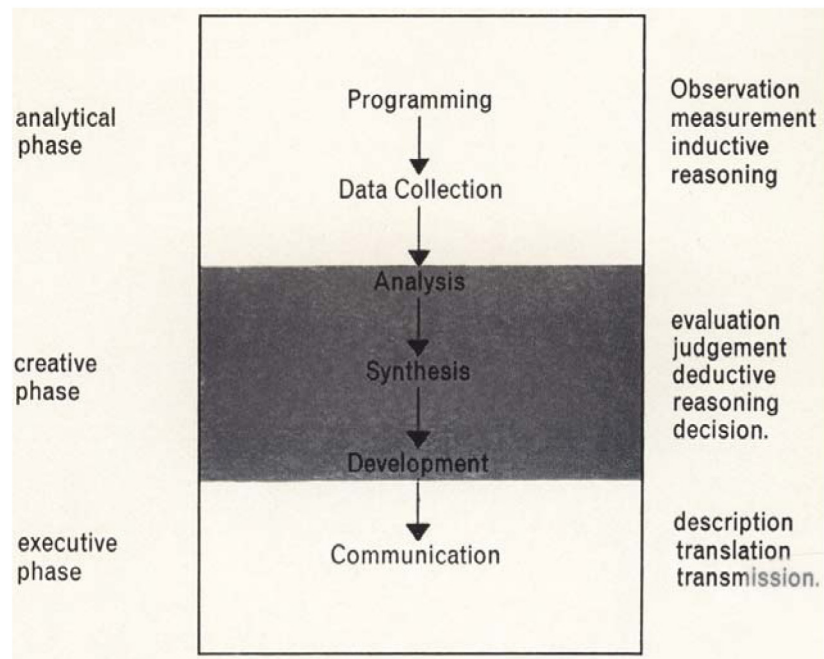 analytical
phase
Programming
Data Collection
Observation
measurement
inductive
reasoning
creative
phase
Analysis
Synthesis
Development
evaluation
judgement
deductive
reasoning
decision.
executive
phase
Communication
description
translation
transmission.